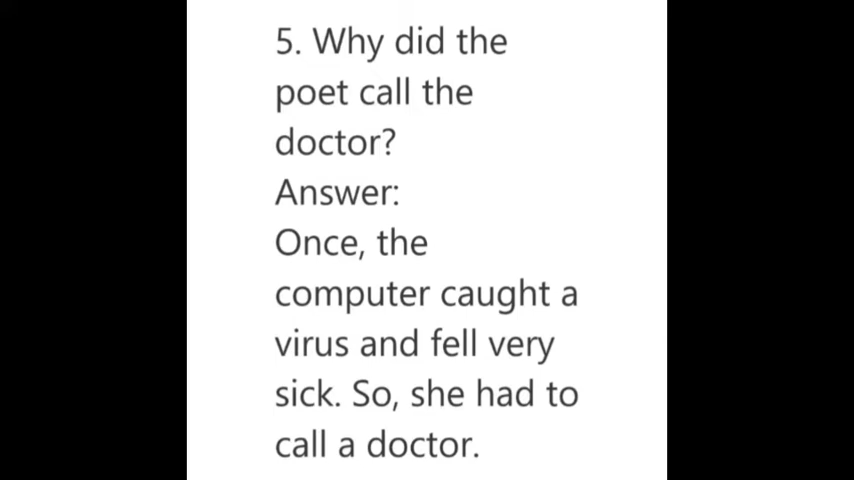 5. Why did the
poet call the
doctor?
Answer:
Once, the
computer caught a
virus and fell very
sick. So, she had to
call a doctor.